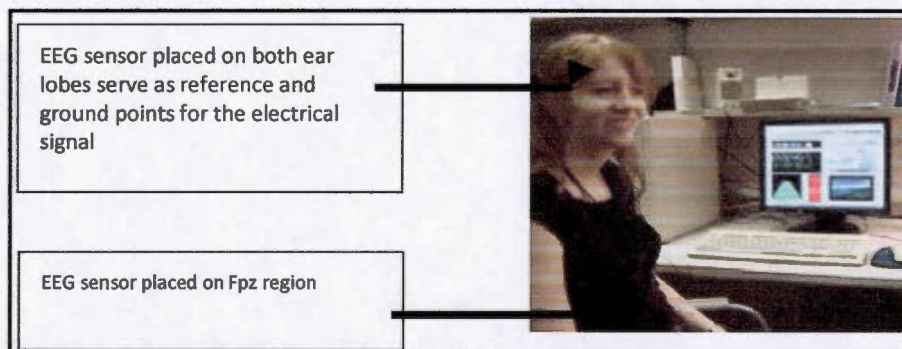 EEG sensor placed on both ear
lobes serve as reference and
ground points for the electrical
signal
EEG sensor placed on Fpz region